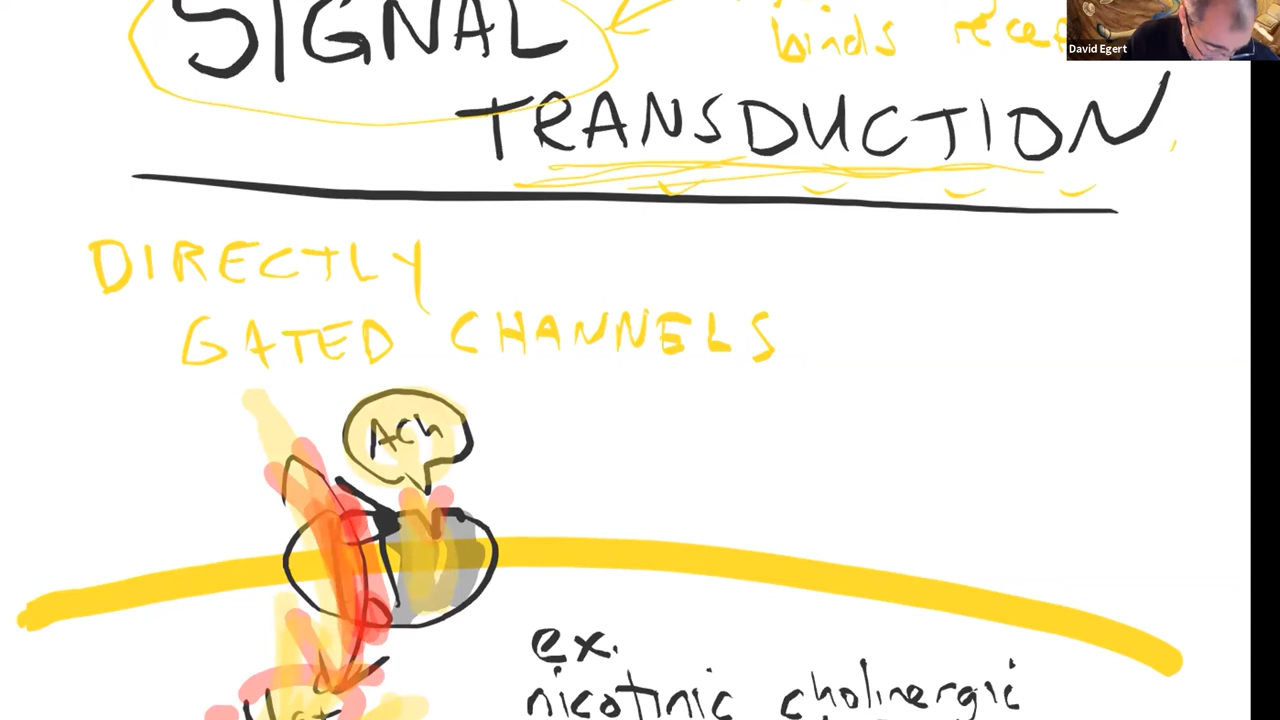 SIGNAL
binds
David Egert
TRANSDUCTION
DIRECTLY
GATED CHANNELS
ACh
ex.
nicotinic cholinergic